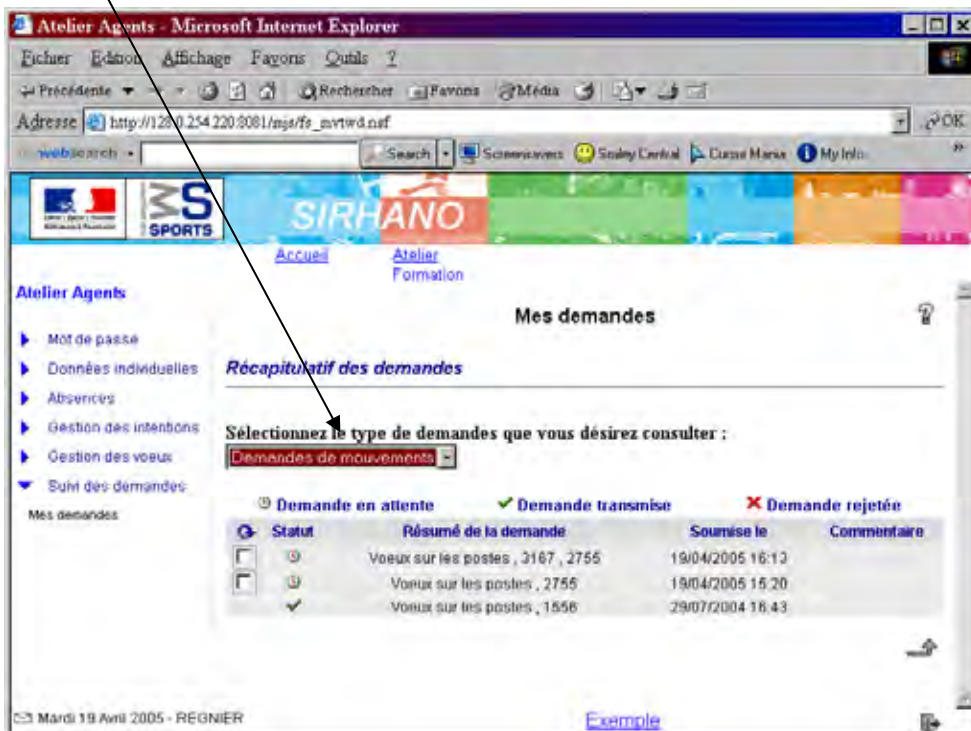 Atelier Agents - Microsoft Internet Explorer
Fichier Edition Affichage Favoris Outils ?
Précédente Rechercher Favoris Média
Adresse http://128.0.254.220:8081/mjs/fs_mvtwd.nsf OK
websearch Search Screensavers Smiley Central Cursor Mania My Info
SPORTS SIRHANO
Accueil Atelier
Formation
Atelier Agents
Mes demandes
Mot de passe
Données individuelles
Récapitulatif des demandes
Absences
Gestion des intentions
Sélectionnez le type de demandes que vous désirez consulter :
Gestion des voeux
Demandes de mouvements
Suivi des demandes
Mes demandes
Demande en attente Demande transmise Demande rejetée
Statut Résumé de la demande Soumise le Commentaire
Voeux sur les postes , 3167 , 2755 19/04/2005 16:13
Voeux sur les postes , 2755 19/04/2005 15:20
Voeux sur les postes , 1556 29/07/2004 16:43
Mardi 19 Avril 2005 - REGNIER Exemple